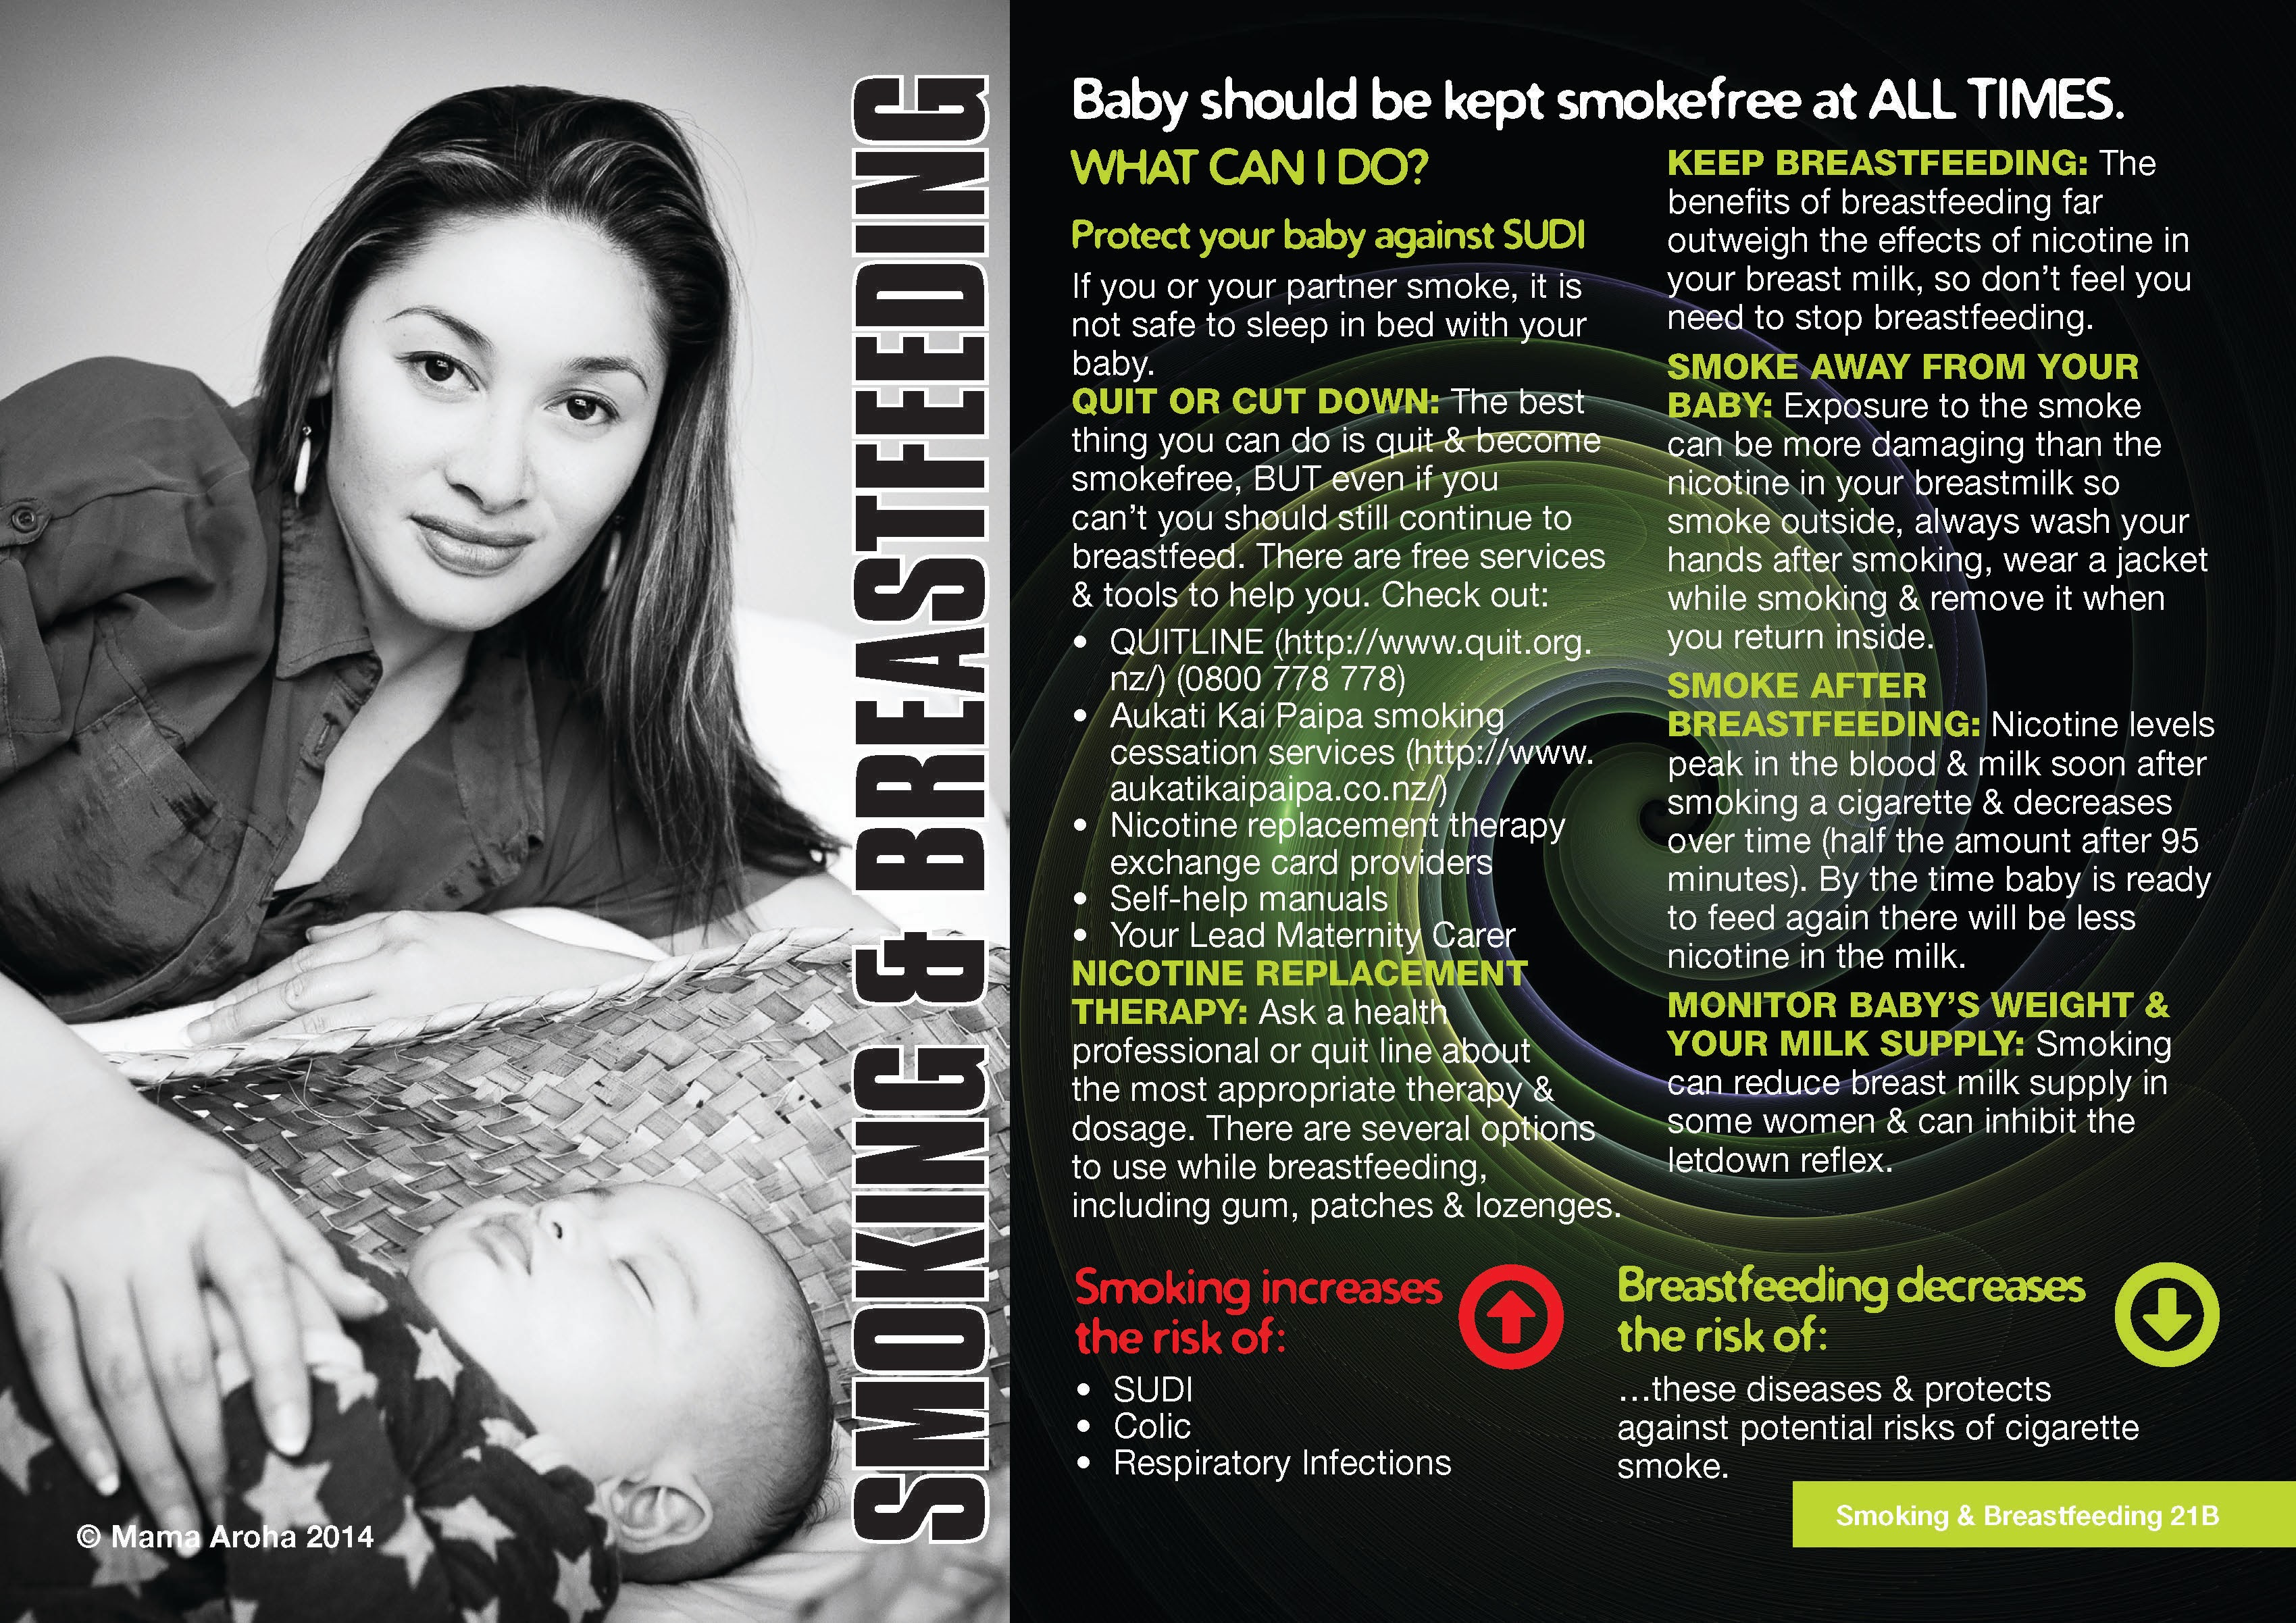 SMOKING & BREASTFEEDING
© Mama Aroha 2014
Baby should be kept smokefree at ALL TIMES.
WHAT CAN I DO?
Protect your baby against SUDI
If you or your partner smoke, it is
not safe to sleep in bed with your
baby.
QUIT OR CUT DOWN: The best
thing you can do is quit & become
smokefree, BUT even if you
can’t you should still continue to
breastfeed. There are free services
& tools to help you. Check out:
• QUITLINE (http://www.quit.org.
nz/) (0800 778 778)
• Aukati Kai Paipa smoking
cessation services (http://www.
aukatikaipaipa.co.nz/)
• Nicotine replacement therapy
exchange card providers
• Self-help manuals
• Your Lead Maternity Carer
NICOTINE REPLACEMENT
THERAPY: Ask a health
professional or quit line about
the most appropriate therapy &
dosage. There are several options
to use while breastfeeding,
including gum, patches & lozenges.
KEEP BREASTFEEDING: The
benefits of breastfeeding far
outweigh the effects of nicotine in
your breast milk, so don’t feel you
need to stop breastfeeding.
SMOKE AWAY FROM YOUR
BABY: Exposure to the smoke
can be more damaging than the
nicotine in your breastmilk so
smoke outside, always wash your
hands after smoking, wear a jacket
while smoking & remove it when
you return inside.
SMOKE AFTER
BREASTFEEDING: Nicotine levels
peak in the blood & milk soon after
smoking a cigarette & decreases
over time (half the amount after 95
minutes). By the time baby is ready
to feed again there will be less
nicotine in the milk.
MONITOR BABY’S WEIGHT &
YOUR MILK SUPPLY: Smoking
can reduce breast milk supply in
some women & can inhibit the
letdown reflex.
Smoking increases
the risk of:
• SUDI
• Colic
• Respiratory Infections
Breastfeeding decreases
the risk of:
…these diseases & protects
against potential risks of cigarette
smoke.
Smoking & Breastfeeding 21B